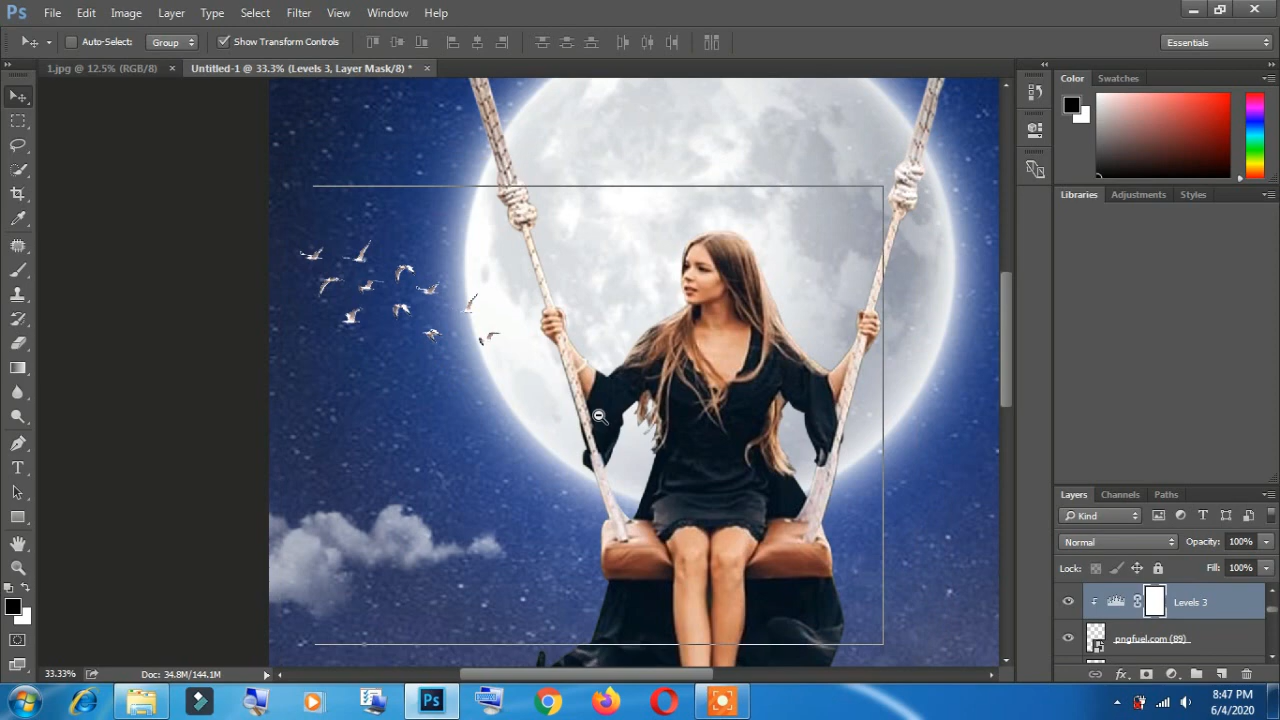 Ps File Edit Image Layer Type Select Filter 3D View Window Help
Auto-Select: Group Show Transform Controls Essentials
1.jpg @ 12.5% (RGB/8) × Untitled-1 @ 33.3% (Levels 3, Layer Mask/8) * ×
Color Swatches
Libraries Adjustments Styles
Layers Channels Paths
Kind
Normal Opacity: 100%
Lock: Fill: 100%
Levels 3
pngfuel.com (89)
33.33% Doc: 34.8M/144.1M
Ps
8:47 PM
6/4/2020